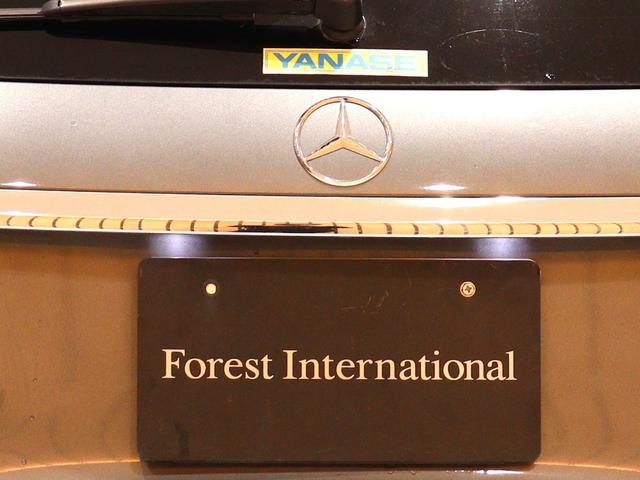 YANASE
Forest International